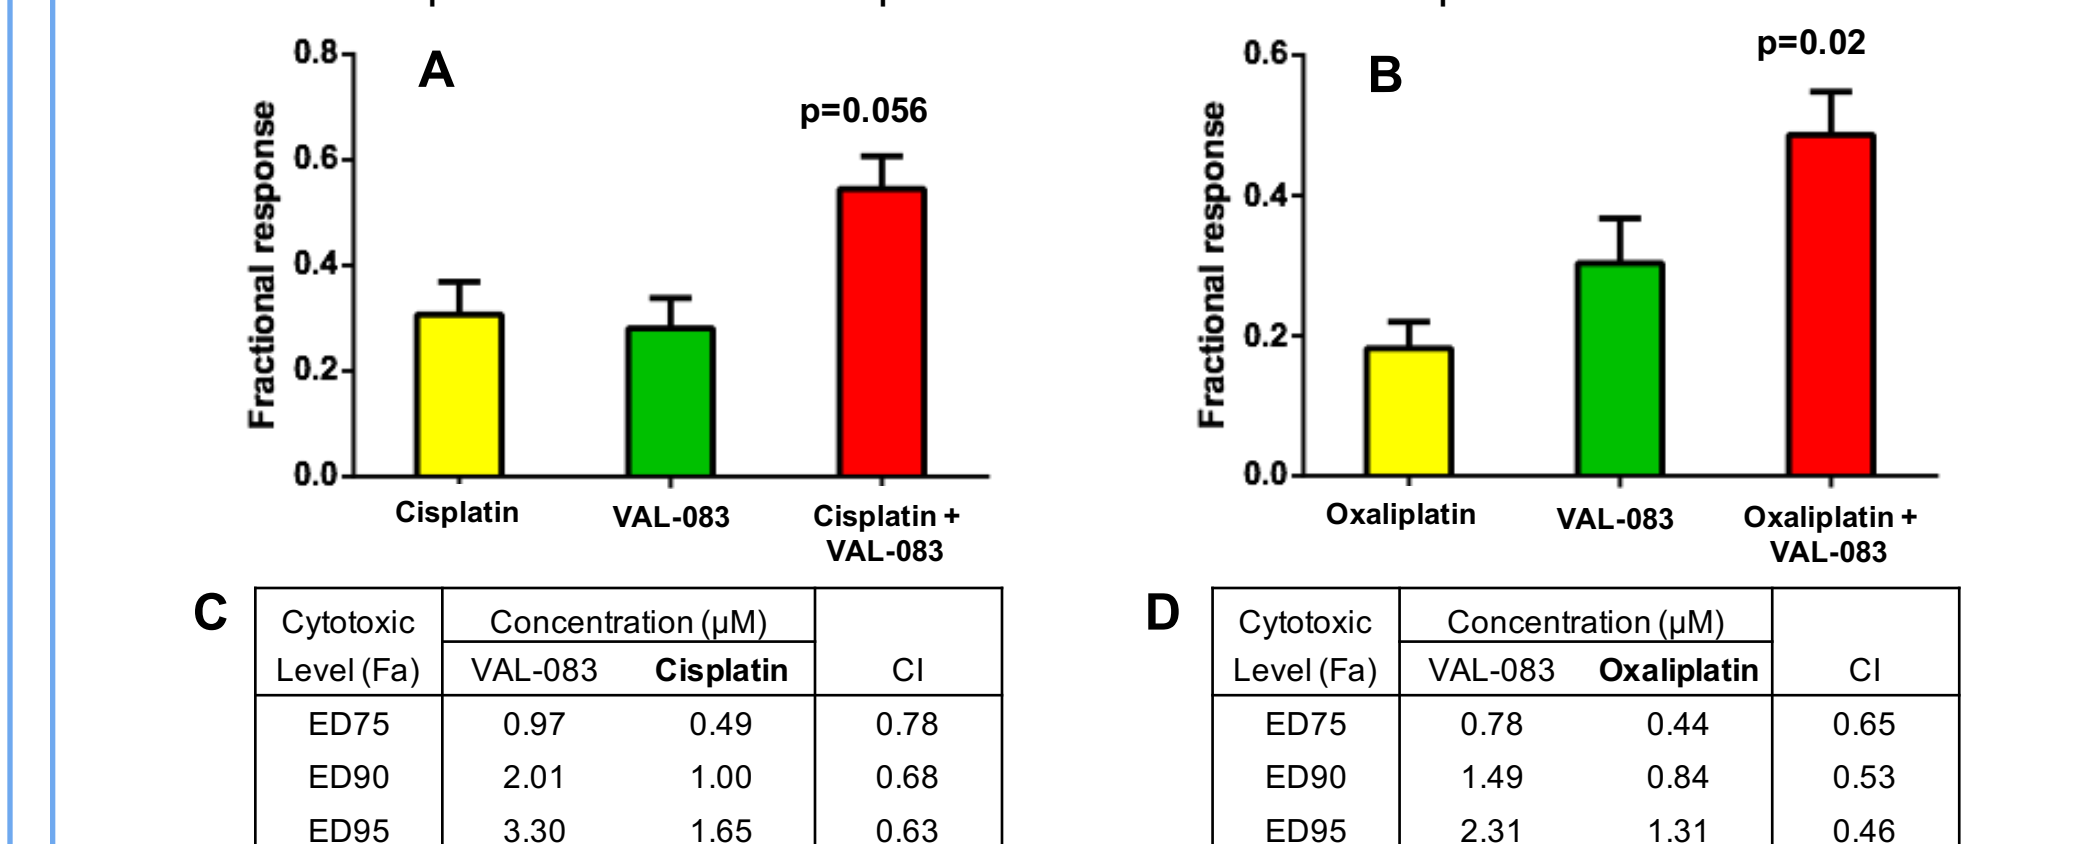 A
p=0.056
Fractional response
0.8
0.6
0.4
0.2
0.0
Cisplatin
VAL-083
Cisplatin +
VAL-083
B
p=0.02
Fractional response
0.6
0.4
0.2
0.0
Oxaliplatin
VAL-083
Oxaliplatin +
VAL-083
C
Cytotoxic Concentration (µM)
Level (Fa) VAL-083 Cisplatin CI
ED75 0.97 0.49 0.78
ED90 2.01 1.00 0.68
ED95 3.30 1.65 0.63
D
Cytotoxic Concentration (µM)
Level (Fa) VAL-083 Oxaliplatin CI
ED75 0.78 0.44 0.65
ED90 1.49 0.84 0.53
ED95 2.31 1.31 0.46